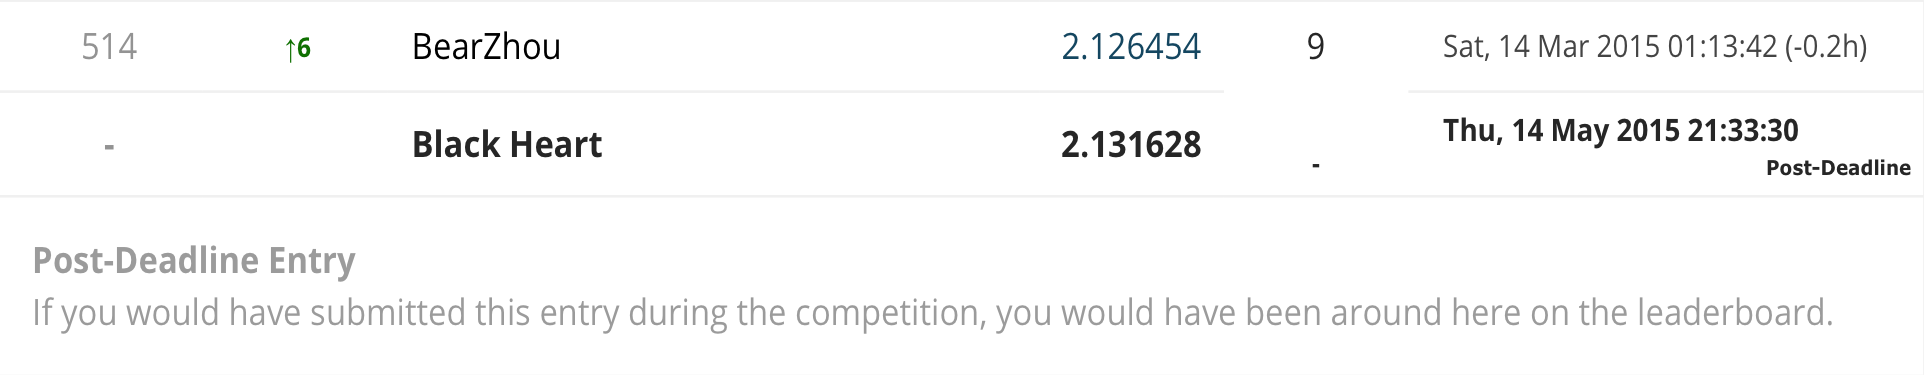 514 ↑6 BearZhou 2.126454 9 Sat, 14 Mar 2015 01:13:42 (-0.2h)
- Black Heart 2.131628 - Thu, 14 May 2015 21:33:30
Post-Deadline
Post-Deadline Entry
If you would have submitted this entry during the competition, you would have been around here on the leaderboard.